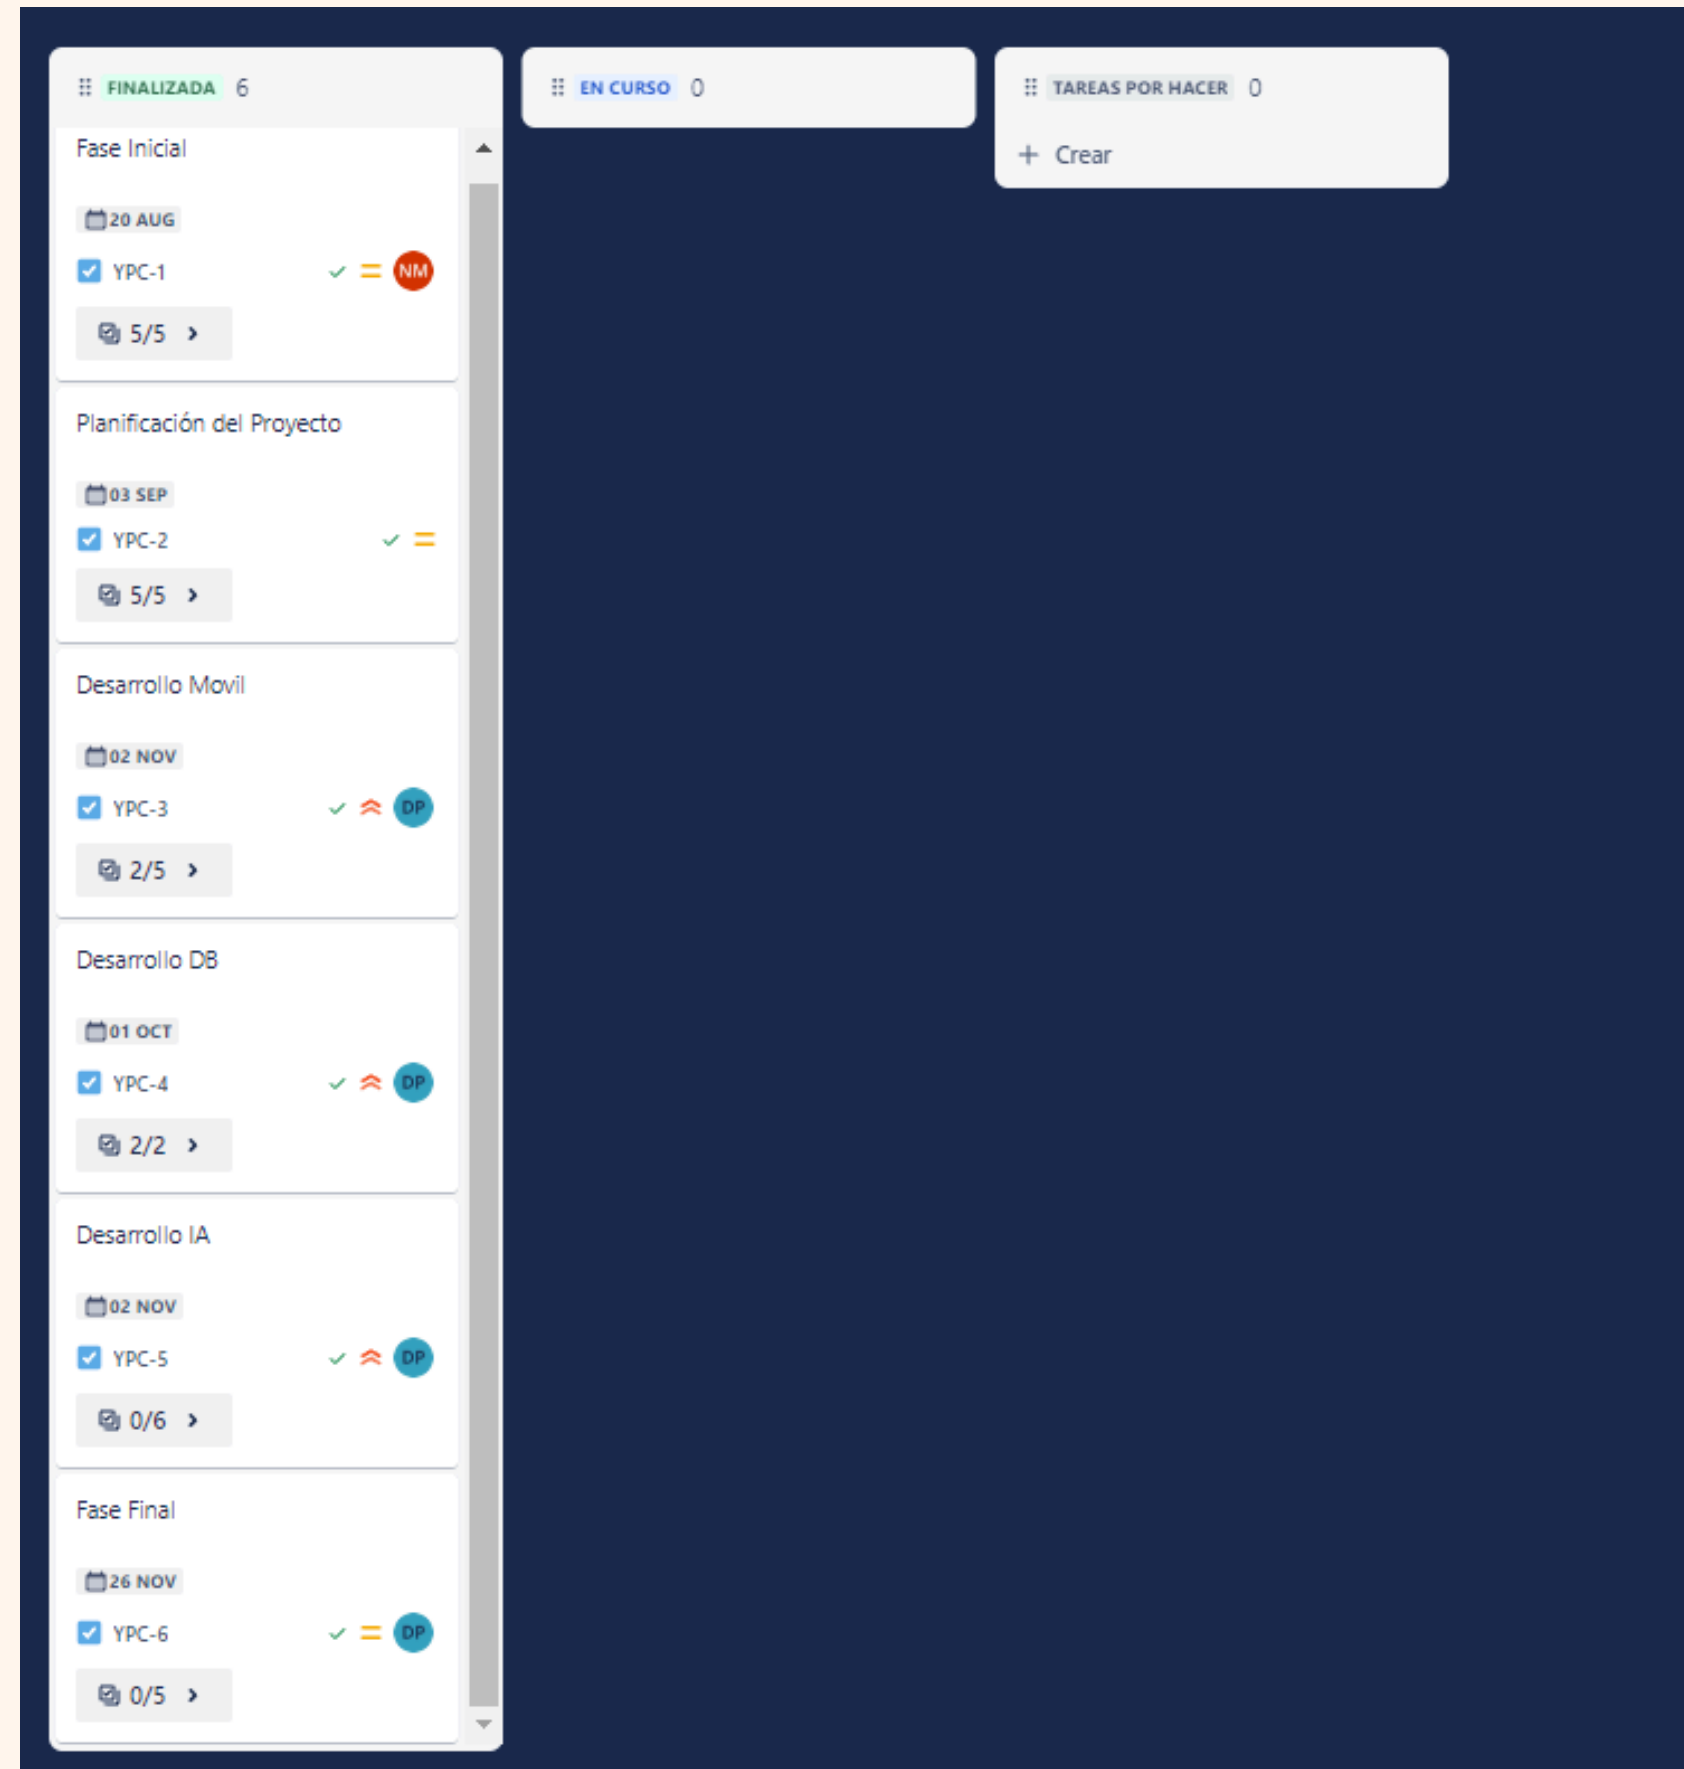 FINALIZADA 6
Fase Inicial
20 AUG
YPC-1 NM
5/5
Planificación del Proyecto
03 SEP
YPC-2
5/5
Desarrollo Movil
02 NOV
YPC-3 DP
2/5
Desarrollo DB
01 OCT
YPC-4 DP
2/2
Desarrollo IA
02 NOV
YPC-5 DP
0/6
Fase Final
26 NOV
YPC-6 DP
0/5
EN CURSO 0
TAREAS POR HACER 0
+ Crear